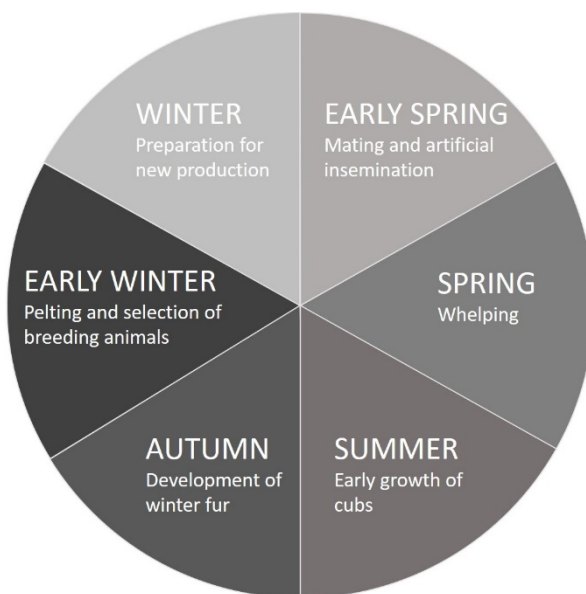 WINTER
Preparation for
new production
EARLY SPRING
Mating and artificial
insemination
SPRING
Whelping
SUMMER
Early growth of
cubs
AUTUMN
Development of
winter fur
EARLY WINTER
Pelting and selection of
breeding animals